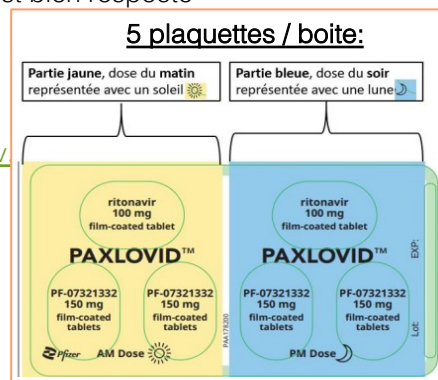 et bien respecté
5 plaquettes / boite:
Partie jaune, dose du matin
représentée avec un soleil
Partie bleue, dose du soir
représentée avec une lune
ritonavir
100 mg
film-coated tablet
PAXLOVID™
PF-07321332
150 mg
film-coated
tablets
PF-07321332
150 mg
film-coated
tablets
Pfizer
AM Dose
PAA178200
ritonavir
100 mg
film-coated tablet
PAXLOVID™
PF-07321332
150 mg
film-coated
tablets
PF-07321332
150 mg
film-coated
tablets
PM Dose
EXP:
Lot: